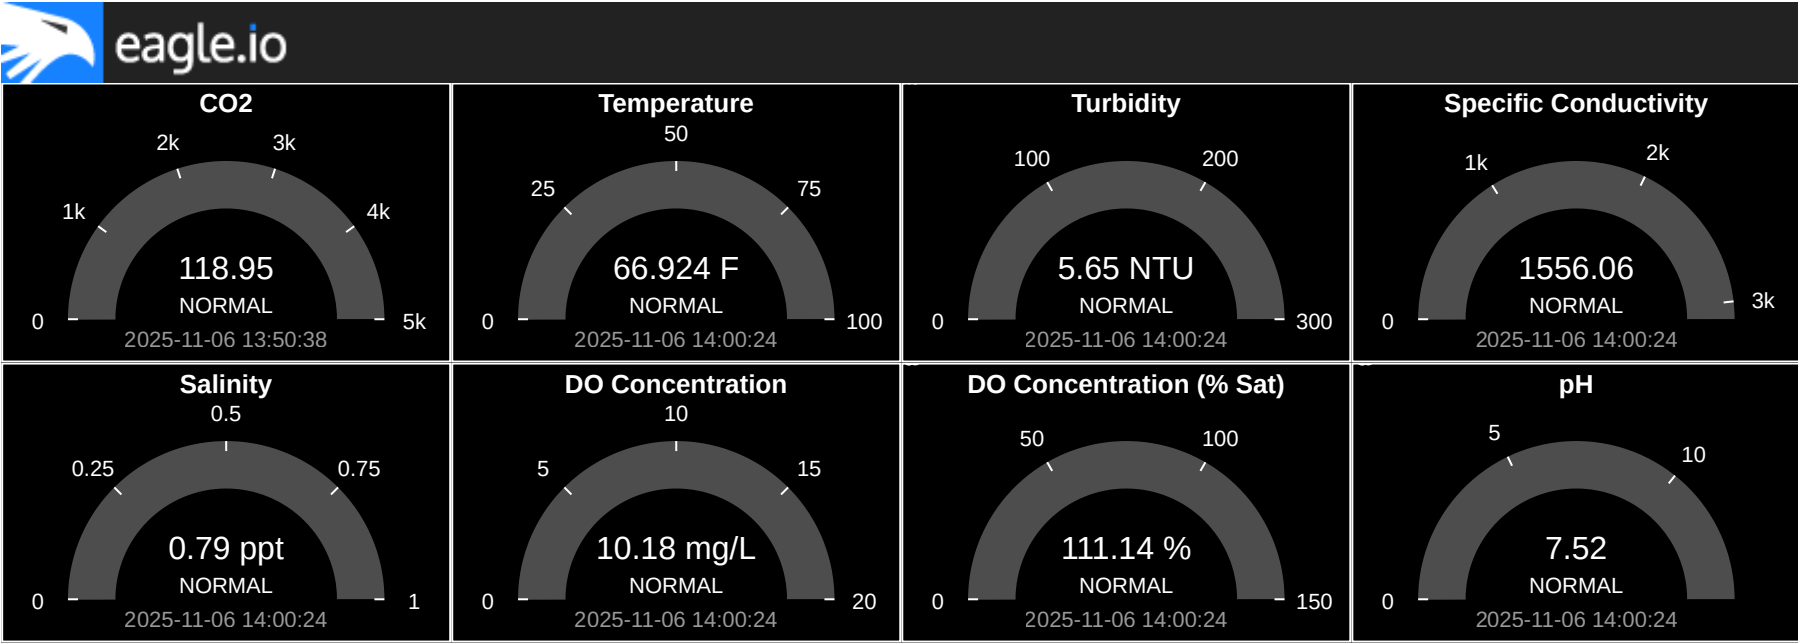 eagle.io
CO2
2k
3k
1k
4k
118.95
NORMAL
0
5k
2025-11-06 13:50:38
Temperature
50
25
75
66.924 F
NORMAL
0
100
2025-11-06 14:00:24
Turbidity
100
200
5.65 NTU
NORMAL
0
300
2025-11-06 14:00:24
Specific Conductivity
1k
2k
1556.06
NORMAL
3k
0
2025-11-06 14:00:24
Salinity
0.5
0.25
0.75
0.79 ppt
NORMAL
0
1
2025-11-06 14:00:24
DO Concentration
10
5
15
10.18 mg/L
NORMAL
0
20
2025-11-06 14:00:24
DO Concentration (% Sat)
50
100
111.14 %
NORMAL
0
150
2025-11-06 14:00:24
pH
5
10
7.52
NORMAL
0
2025-11-06 14:00:24